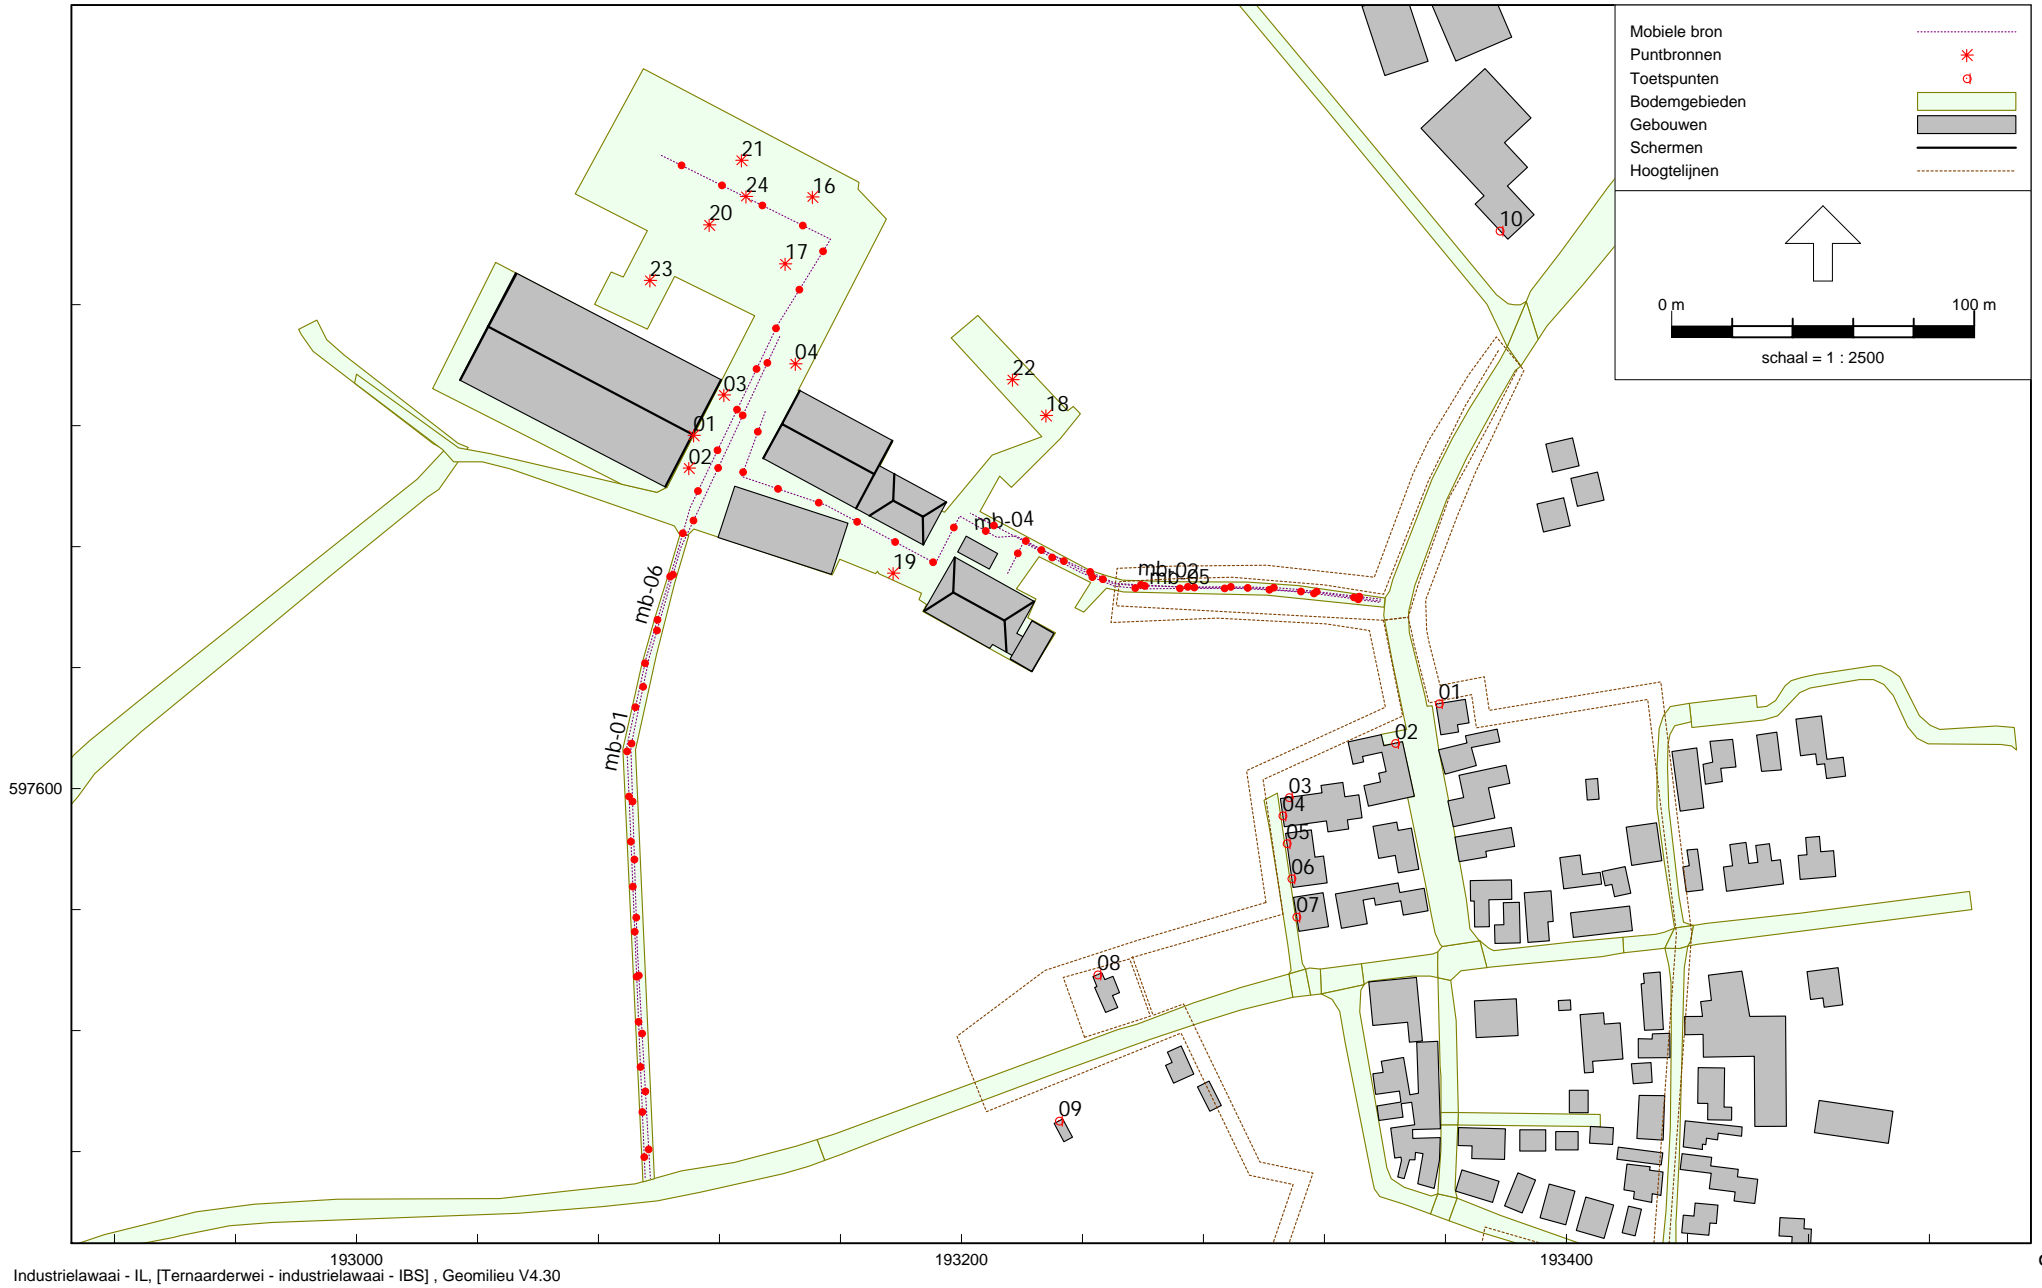 Mobiele bron
Puntbronnen
Toetspunten
Bodemgebieden
Gebouwen
Schermen
Hoogtelijnen
0 m 100 m
schaal = 1 : 2500
21
24
16
20
17
23
10
04
03
22
18
01
02
mb-04
19
mb-02
mb-05
mb-06
mb-01
01
02
03
04
05
06
07
08
09
597600
193000 193200 193400
Industrielawaai - IL, [Ternaarderwei - industrielawaai - IBS] , Geomilieu V4.30